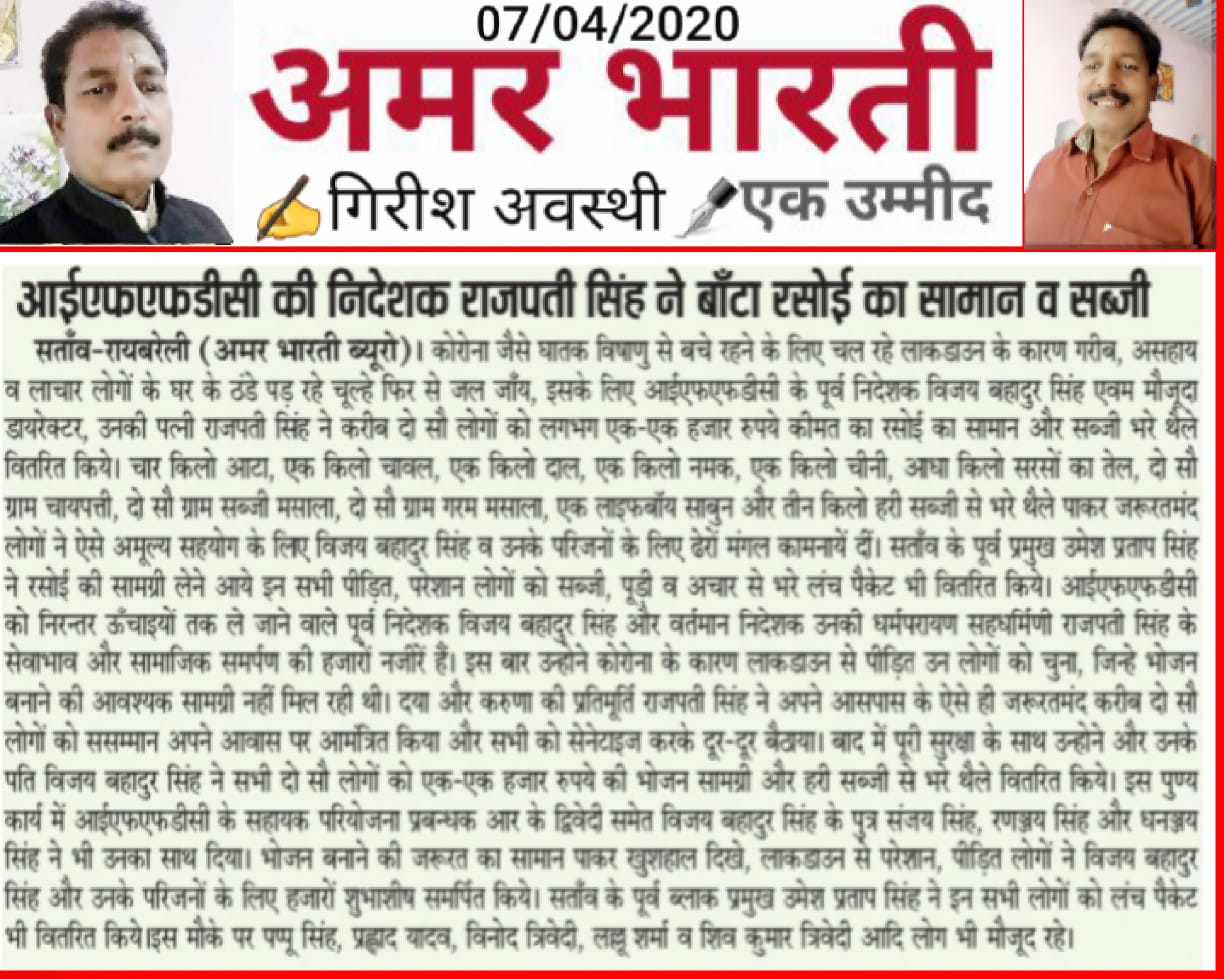 07/04/2020
अमर भारती
गिरीश अवस्थी
एक उम्मीद
आईएफएफडीसी की निदेशक राजपती सिंह ने बाँटा रसोई का सामान व सब्जी
सताँव-रायबरेली (अमर भारती ब्यूरो)। कोरोना जैसे घातक विषाणु से बचे रहने के लिए चल रहे लाकडाउन के कारण गरीब, असहाय
व लाचार लोगों के घर के ठंडे पड़ रहे चूल्हे फिर से जल जाँय, इसके लिए आईएफएफडीसी के पूर्व निदेशक विजय बहादुर सिंह एवम मौजूदा
डायरेक्टर, उनकी पत्नी राजपती सिंह ने करीब दो सौ लोगों को लगभग एक-एक हजार रुपये कीमत का रसोई का सामान और सब्जी भरे थैले
वितरित किये। चार किलो आटा, एक किलो चावल, एक किलो दाल, एक किलो नमक, एक किलो चीनी, आधा किलो सरसों का तेल, दो सौ
ग्राम चायपत्ती, दो सौ ग्राम सब्जी मसाला, दो सौ ग्राम गरम मसाला, एक लाइफबॉय साबुन और तीन किलो हरी सब्जी से भरे थैले पाकर जरूरतमंद
लोगों ने ऐसे अमूल्य सहयोग के लिए विजय बहादुर सिंह व उनके परिजनों के लिए ढेरों मंगल कामनायें दीं। सताँव के पूर्व प्रमुख उमेश प्रताप सिंह
ने रसोई की सामग्री लेने आये इन सभी पीड़ित, परेशान लोगों को सब्जी, पूड़ी व अचार से भरे लंच पैकेट भी वितरित किये। आईएफएफडीसी
को निरन्तर ऊँचाइयों तक ले जाने वाले पूर्व निदेशक विजय बहादुर सिंह और वर्तमान निदेशक उनकी धर्मपरायण सहधर्मिणी राजपती सिंह के
सेवाभाव और सामाजिक समर्पण की हजारों नजीरें हैं। इस बार उन्होने कोरोना के कारण लाकडाउन से पीड़ित उन लोगों को चुना, जिन्हे भोजन
बनाने की आवश्यक सामग्री नहीं मिल रही थी। दया और करुणा की प्रतिमूर्ति राजपती सिंह ने अपने आसपास के ऐसे ही जरूरतमंद करीब दो सौ
लोगों को ससम्मान अपने आवास पर आमंत्रित किया और सभी को सेनेटाइज करके दूर-दूर बैठाया। बाद में पूरी सुरक्षा के साथ उन्होने और उनके
पति विजय बहादुर सिंह ने सभी दो सौ लोगों को एक-एक हजार रुपये की भोजन सामग्री और हरी सब्जी से भरे थैले वितरित किये। इस पुण्य
कार्य में आईएफएफडीसी के सहायक परियोजना प्रबन्धक आर के द्विवेदी समेत विजय बहादुर सिंह के पुत्र संजय सिंह, रणञ्जय सिंह और धनञ्जय
सिंह ने भी उनका साथ दिया। भोजन बनाने की जरूरत का सामान पाकर खुशहाल दिखे, लाकडाउन से परेशान, पीड़ित लोगों ने विजय बहादुर
सिंह और उनके परिजनों के लिए हजारों शुभाशीष समर्पित किये। सताँव के पूर्व ब्लाक प्रमुख उमेश प्रताप सिंह ने इन सभी लोगों को लंच पैकेट
भी वितरित किये।इस मौके पर पप्पू सिंह, प्रह्लाद यादव, विनोद त्रिवेदी, लल्लू शर्मा व शिव कुमार त्रिवेदी आदि लोग भी मौजूद रहे।